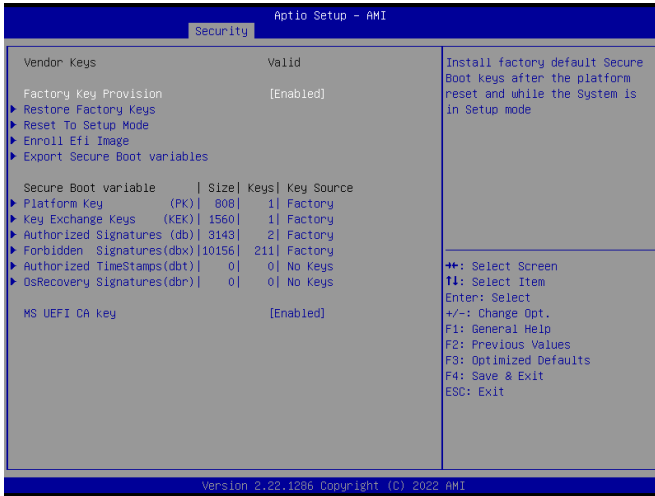 Aptio Setup - AMI
Security
Vendor Keys Valid
Factory Key Provision [Enabled]
Restore Factory Keys
Reset To Setup Mode
Enroll Efi Image
Export Secure Boot variables
Secure Boot variable | Size| Keys| Key Source
Platform Key (PK)| 808| 1| Factory
Key Exchange Keys (KEK)| 1560| 1| Factory
Authorized Signatures (db)| 3143| 2| Factory
Forbidden Signatures(dbx)|10156| 211| Factory
Authorized TimeStamps(dbt)| 0| 0| No Keys
OsRecovery Signatures(dbr)| 0| 0| No Keys
MS UEFI CA key [Enabled]
Install factory default Secure
Boot keys after the platform
reset and while the System is
in Setup mode
→←: Select Screen
↑↓: Select Item
Enter: Select
+/-: Change Opt.
F1: General Help
F2: Previous Values
F3: Optimized Defaults
F4: Save & Exit
ESC: Exit
Version 2.22.1286 Copyright (C) 2022 AMI